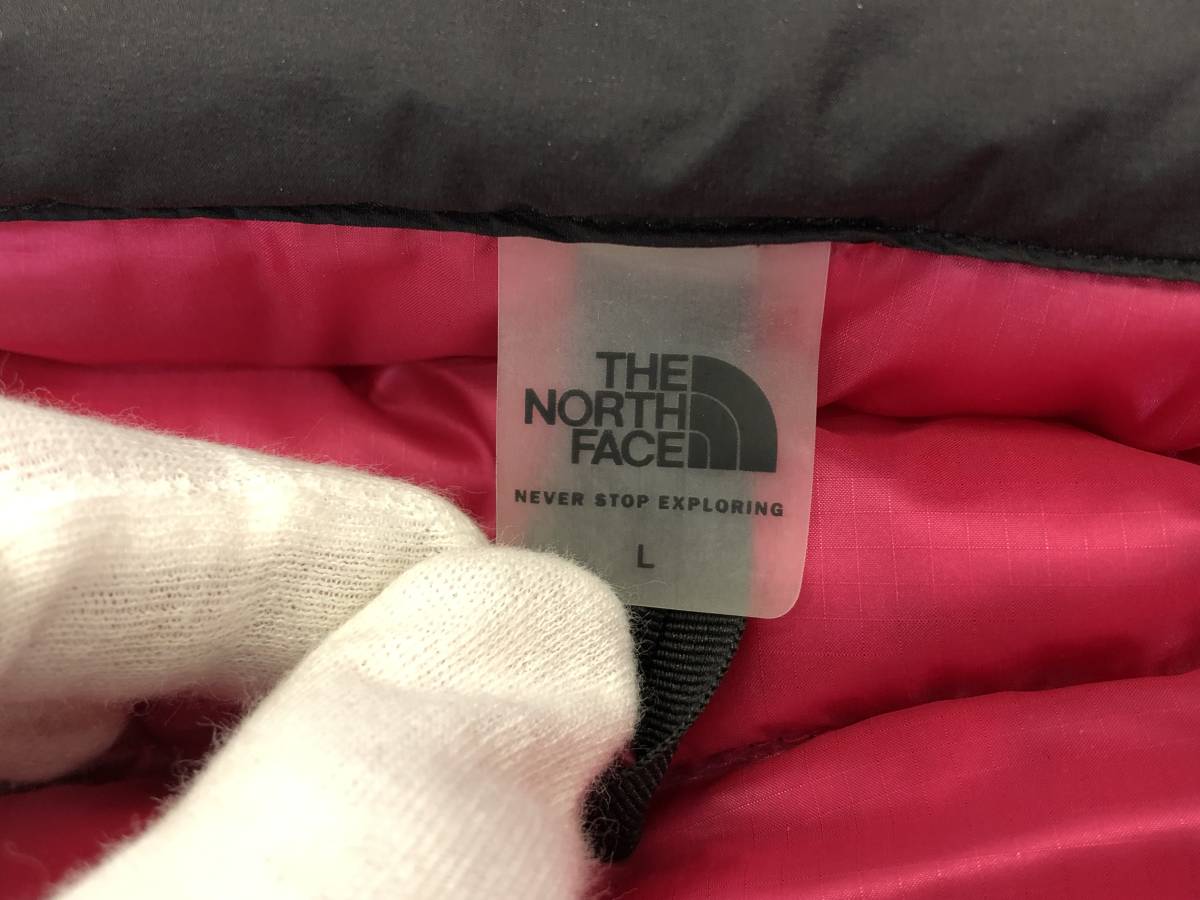 THE
NORTH
FACE
NEVER STOP EXPLORING
L